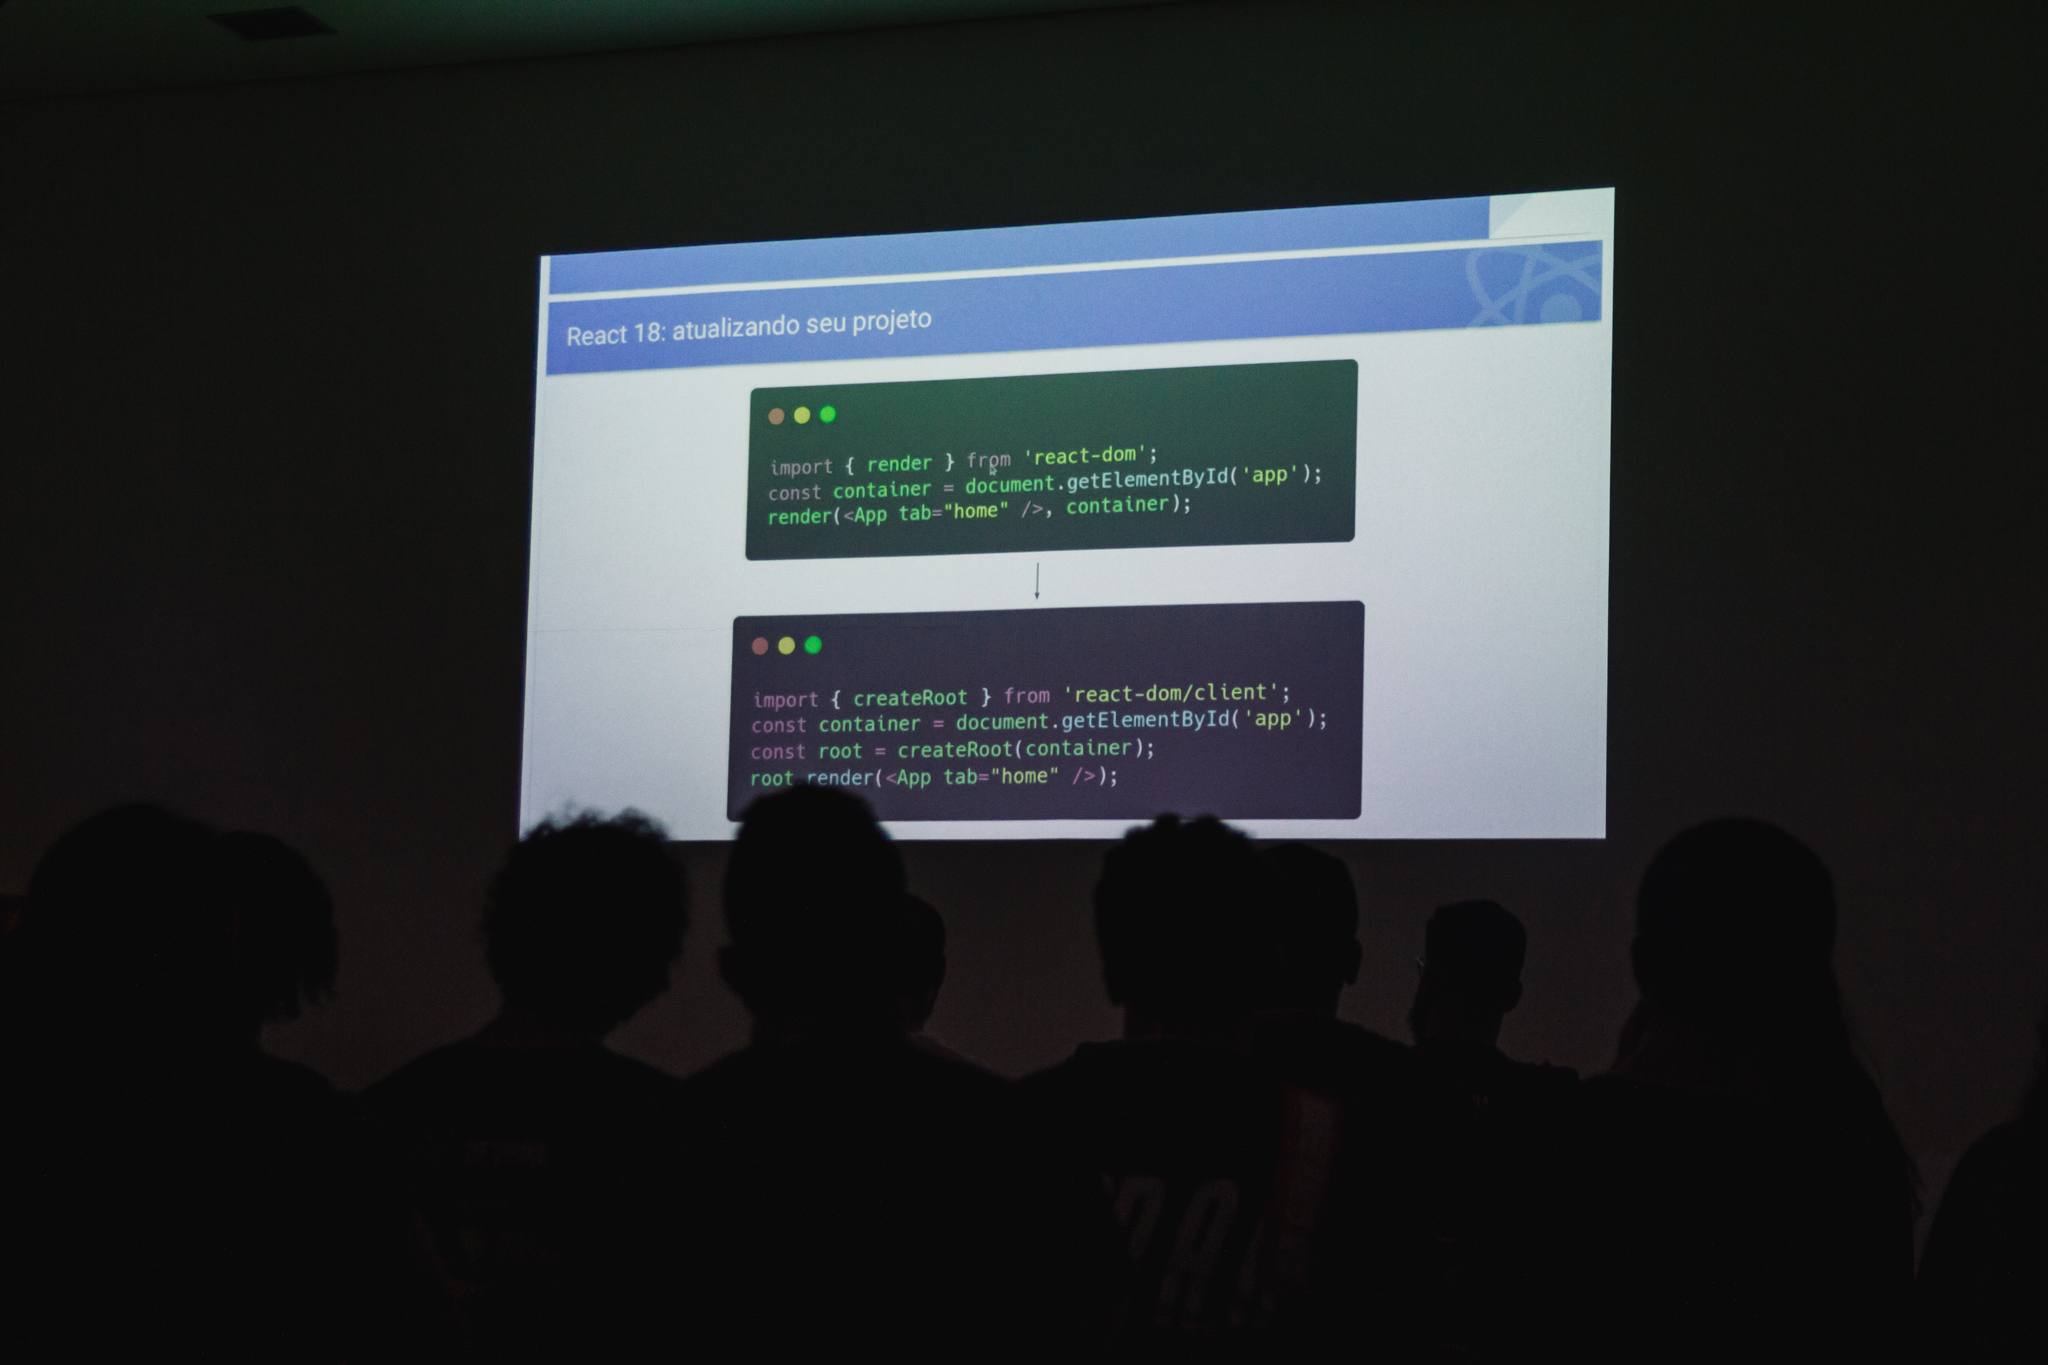 React 18: atualizando seu projeto
import { render } from 'react-dom';
const container = document.getElementById('app');
render(<App tab="home" />, container);
import { createRoot } from 'react-dom/client';
const container = document.getElementById('app');
const root = createRoot(container);
root.render(<App tab="home" />);